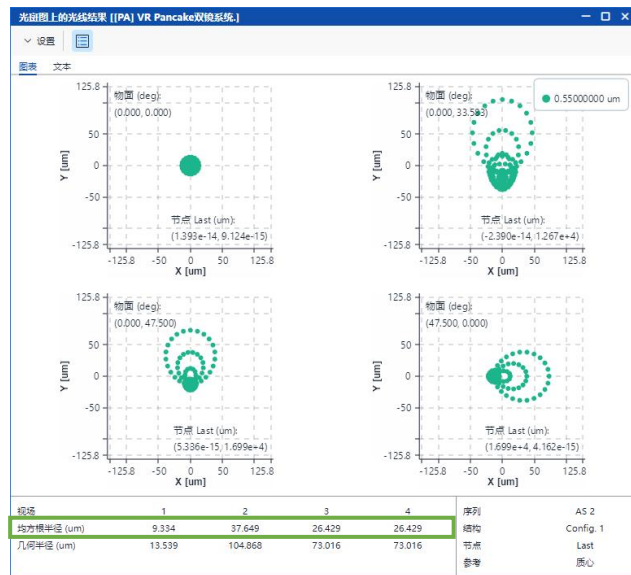 光斑图上的光线结果 [[PA] VR Pancake双镜系统.]
设置
图表 文本
0.55000000 um
125.8
50
0
-50
-125.8
Y [um]
物面 (deg):
(0.000, 0.000)
节点 Last (um):
(1.393e-14, 9.124e-15)
-125.8 -50 0 50 125.8
X [um]
125.8
50
0
-50
-125.8
Y [um]
物面 (deg):
(0.000, 33.583)
节点 Last (um):
(-2.390e-14, 1.267e+4)
-125.8 -50 0 50 125.8
X [um]
125.8
50
0
-50
-125.8
Y [um]
物面 (deg):
(0.000, 47.500)
节点 Last (um):
(5.336e-15, 1.699e+4)
-125.8 -50 0 50 125.8
X [um]
125.8
50
0
-50
-125.8
Y [um]
物面 (deg):
(47.500, 0.000)
节点 Last (um):
(1.699e+4, 4.162e-15)
-125.8 -50 0 50 125.8
X [um]
视场 1 2 3 4
均方根半径 (um) 9.334 37.649 26.429 26.429
几何半径 (um) 13.539 104.868 73.016 73.016
序列 AS 2
结构 Config. 1
节点 Last
参考 质心